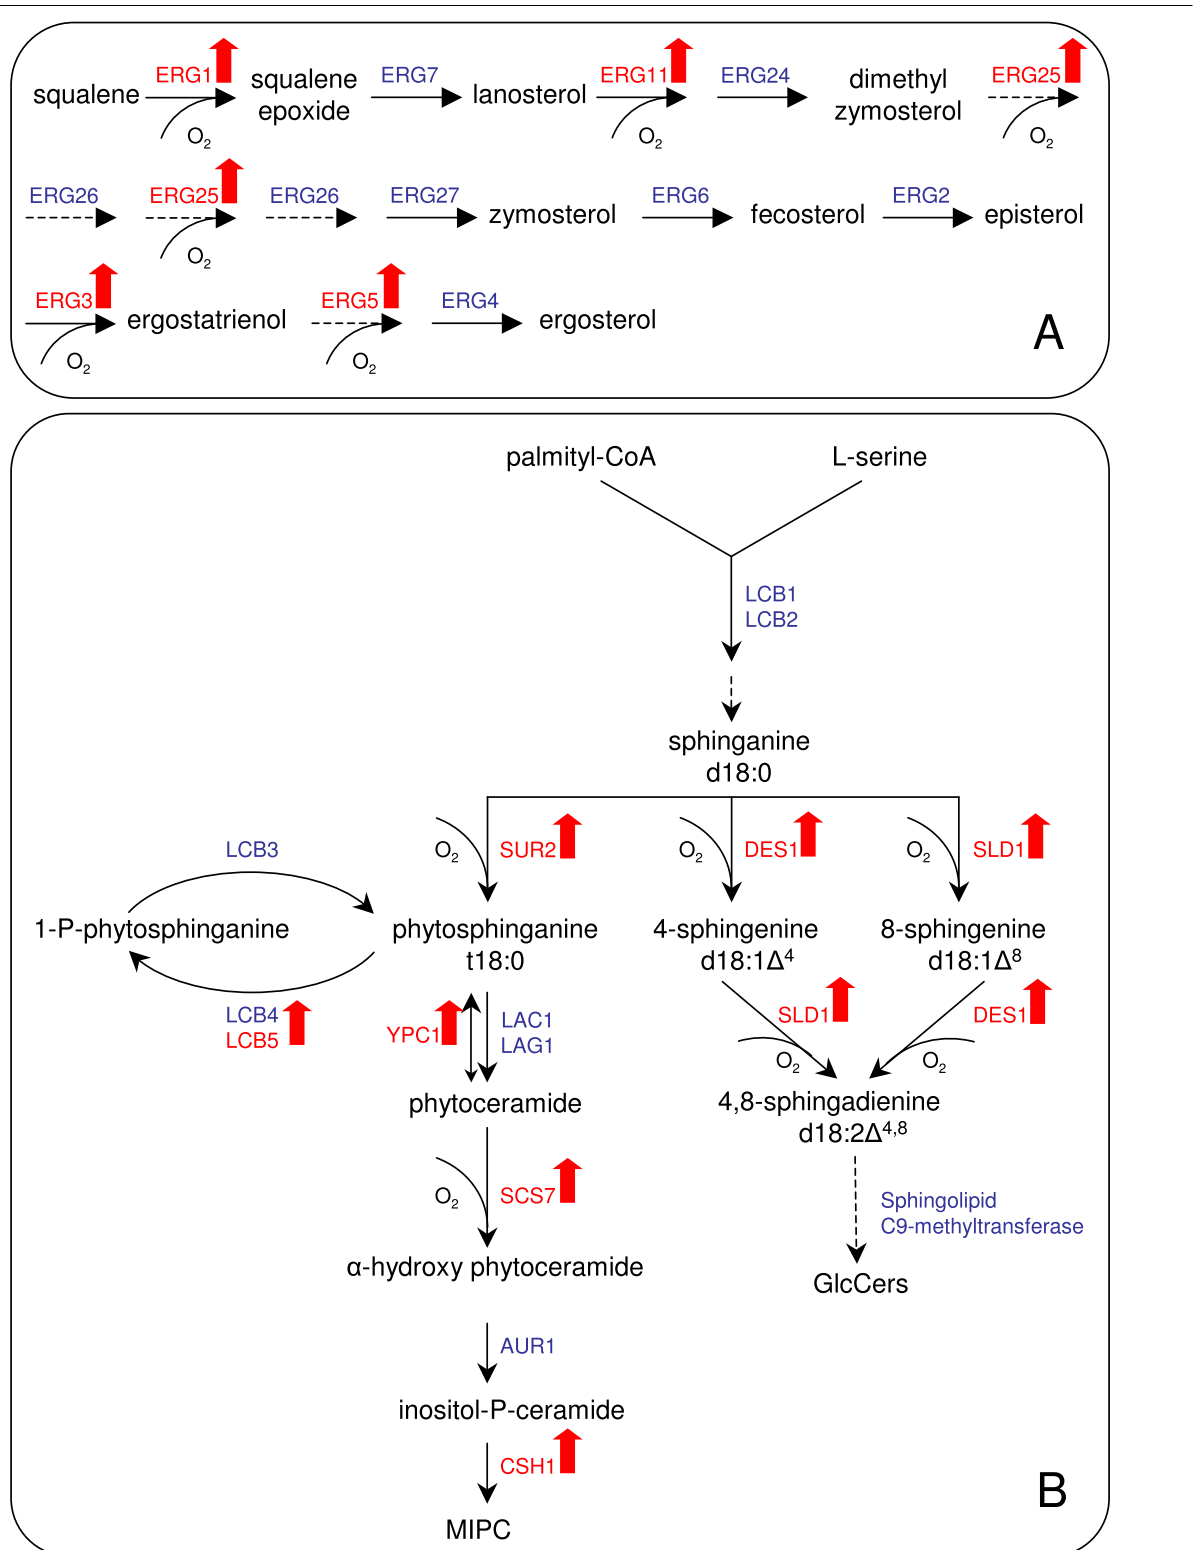 ERG1
ERG7
ERG11
ERG24
ERG25
squalene
squalene
epoxide
lanosterol
dimethyl
zymosterol
O2
O2
O2
ERG26
ERG25
ERG26
ERG27
zymosterol
ERG6
fecosterol
ERG2
episterol
O2
ERG3
ergostatrienol
ERG5
ERG4
ergosterol
O2
O2
A
palmityl-CoA
L-serine
LCB1
LCB2
sphinganine
d18:0
O2
SUR2
O2
DES1
O2
SLD1
LCB3
1-P-phytosphinganine
phytosphinganine
t18:0
4-sphingenine
d18:1Δ4
8-sphingenine
d18:1Δ8
LCB4
LCB5
YPC1
LAC1
LAG1
SLD1
DES1
O2
O2
phytoceramide
4,8-sphingadienine
d18:2Δ4,8
O2
SCS7
Sphingolipid
C9-methyltransferase
α-hydroxy phytoceramide
GlcCers
AUR1
inositol-P-ceramide
CSH1
MIPC
B